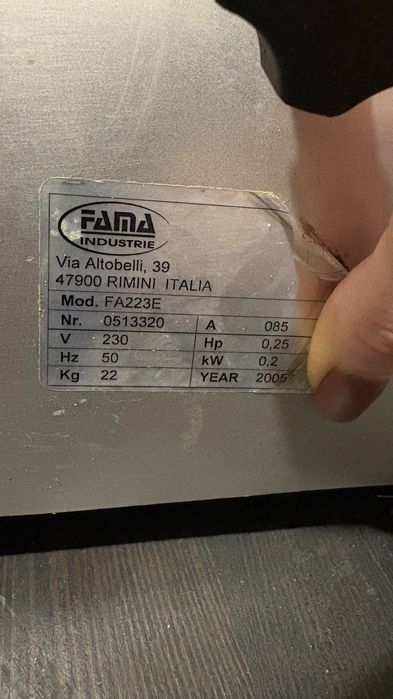 FAMA
INDUSTRIE
Via Altobelli, 39
47900 RIMINI ITALIA
Mod. FA223E
Nr. 0513320 A 085
V 230 Hp 0,25
Hz 50 kW 0,2
Kg 22 YEAR 2005